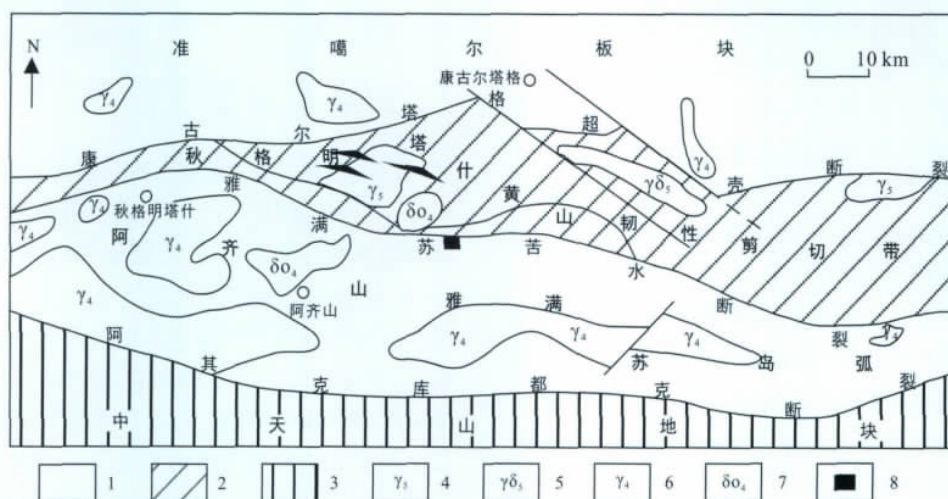 准噶尔板块
N
0 10 km
康古尔塔格
γ₄
γ₄
γ₄
康古尔塔格超壳断裂
秋格明塔什黄山韧性剪切带
γ₅
γδ₅
γ₅
δο₄
雅满苏苦水断裂
γ₄
秋格明塔什
γ₄
γ₄
δο₄
阿齐山
阿齐山雅满苏岛弧
γ₄
γ₄
γ₄
γ₄
γ₄
阿其克库都克断裂
中天山地块
1 2 3 γ₅ 4 γδ₅ 5 γ₄ 6 δο₄ 7 8